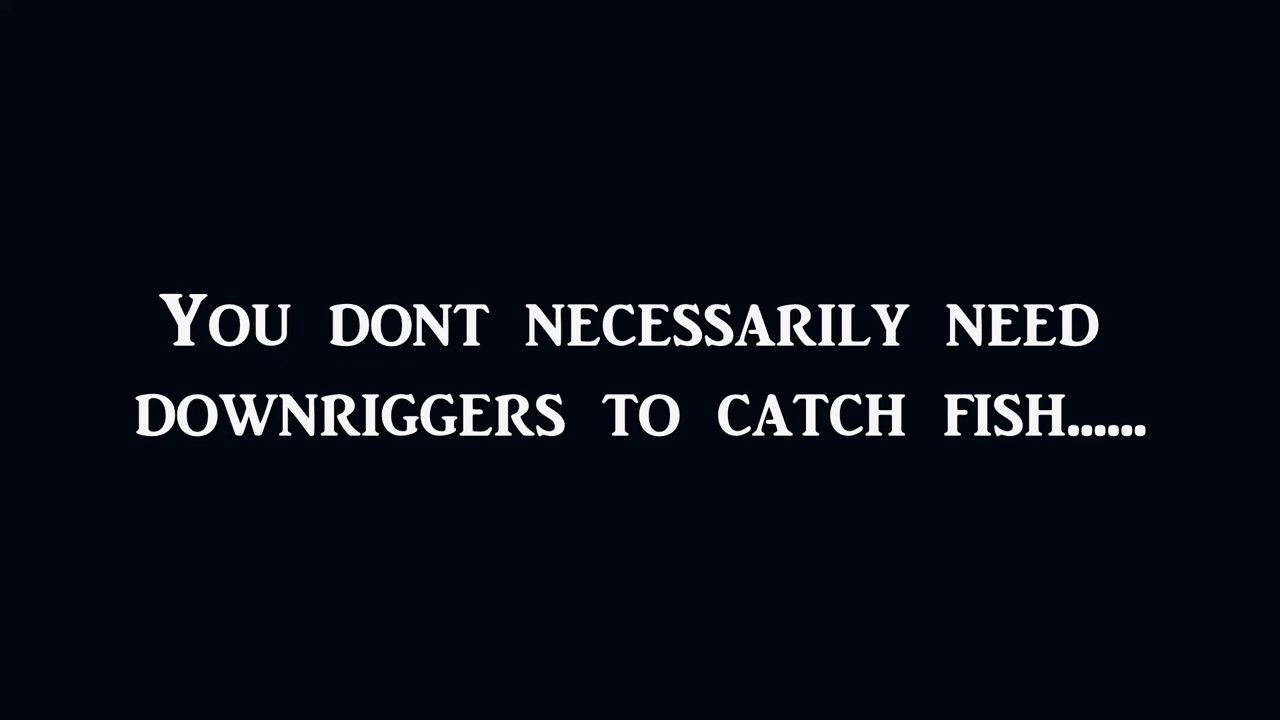 You dont necessarily need
downriggers to catch fish......